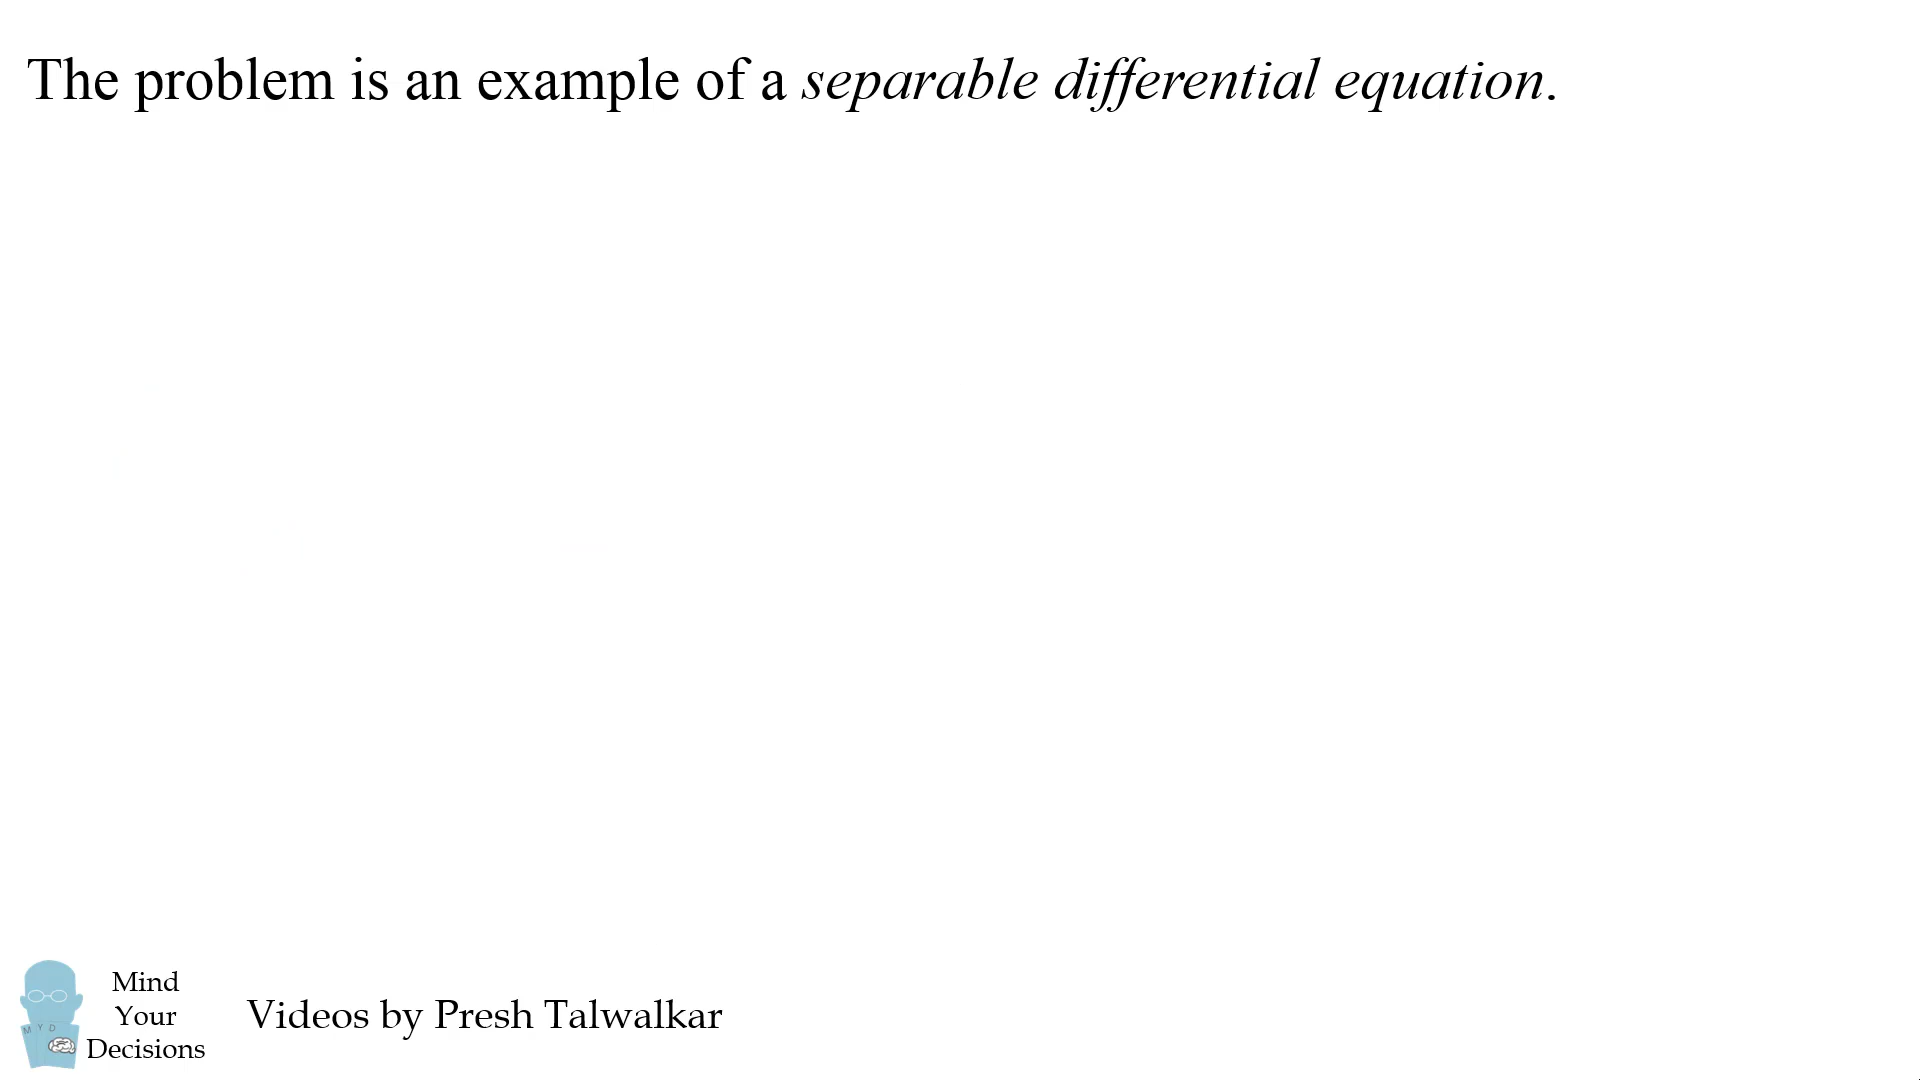 The problem is an example of a separable differential equation.
Mind
Your
Decisions
Videos by Presh Talwalkar
M Y D